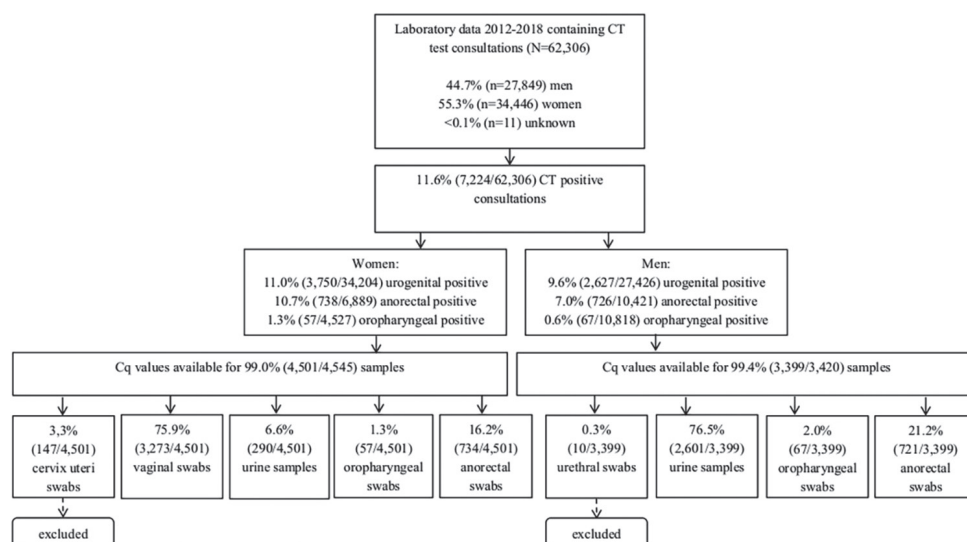 Laboratory data 2012-2018 containing CT
test consultations (N=62,306)
44.7% (n=27,849) men
55.3% (n=34,446) women
<0.1% (n=11) unknown
11.6% (7,224/62,306) CT positive
consultations
Women:
11.0% (3,750/34,204) urogenital positive
10.7% (738/6,889) anorectal positive
1.3% (57/4,527) oropharyngeal positive
Men:
9.6% (2,627/27,426) urogenital positive
7.0% (726/10,421) anorectal positive
0.6% (67/10,818) oropharyngeal positive
Cq values available for 99.0% (4,501/4,545) samples
Cq values available for 99.4% (3,399/3,420) samples
3,3%
(147/4,501)
cervix uteri
swabs
75.9%
(3,273/4,501)
vaginal swabs
6.6%
(290/4,501)
urine samples
1.3%
(57/4,501)
oropharyngeal
swabs
16.2%
(734/4,501)
anorectal
swabs
0.3%
(10/3,399)
urethral swabs
76.5%
(2,601/3,399)
urine samples
2.0%
(67/3,399)
oropharyngeal
swabs
21.2%
(721/3,399)
anorectal
swabs
excluded
excluded